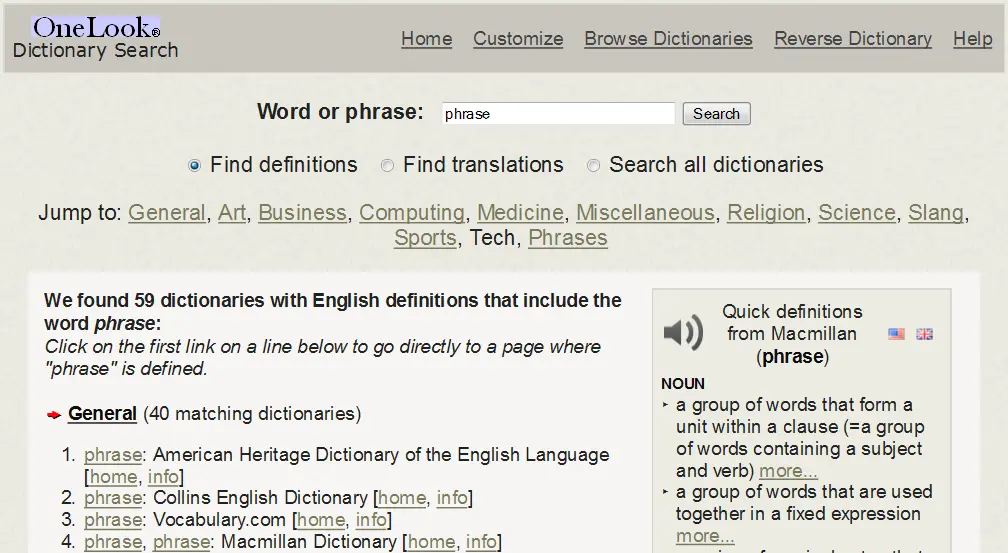 OneLook®
Dictionary Search
Home Customize Browse Dictionaries Reverse Dictionary Help
Word or phrase: phrase Search
Find definitions Find translations Search all dictionaries
Jump to: General, Art, Business, Computing, Medicine, Miscellaneous, Religion, Science, Slang,
Sports, Tech, Phrases
We found 59 dictionaries with English definitions that include the
word phrase:
Click on the first link on a line below to go directly to a page where
"phrase" is defined.
General (40 matching dictionaries)
1. phrase: American Heritage Dictionary of the English Language
[home, info]
2. phrase: Collins English Dictionary [home, info]
3. phrase: Vocabulary.com [home, info]
4. phrase, phrase: Macmillan Dictionary [home, info]
Quick definitions
from Macmillan
(phrase)
NOUN
‣ a group of words that form a
unit within a clause (=a group
of words containing a subject
and verb) more...
‣ a group of words that are used
together in a fixed expression
more...